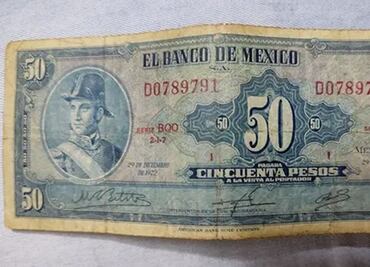 50 EL BANCO DE MEXICO
S.A.
D0789791 D07897
SERIE BOO
2-I-7
50 50 50
29 DE DICIEMBRE
DE 1972
I I
PAGARA
CINCUENTA PESOS
A LA VISTA AL PORTADOR
50
AMERICAN BANK NOTE COMPANY